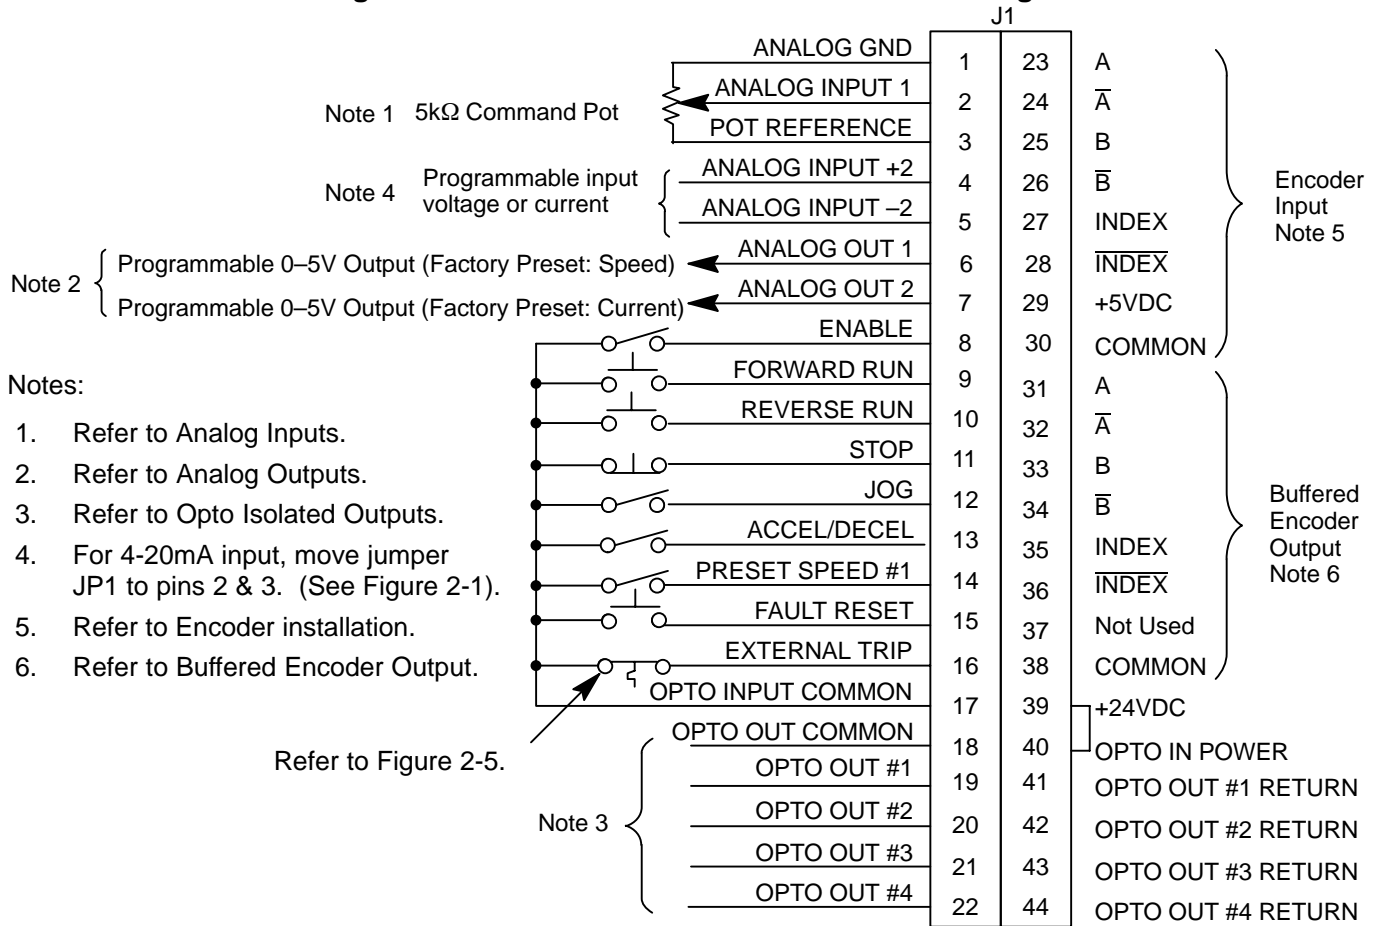 J1
ANALOG GND 1 23 A
Note 1 5kΩ Command Pot ANALOG INPUT 1 2 24 A̅
POT REFERENCE 3 25 B
Note 4 Programmable input voltage or current
ANALOG INPUT +2 4 26 B̅
ANALOG INPUT –2 5 27 INDEX
Encoder
Input
Note 5
Note 2
Programmable 0–5V Output (Factory Preset: Speed) ANALOG OUT 1 6 28 I̅N̅D̅E̅X̅
Programmable 0–5V Output (Factory Preset: Current) ANALOG OUT 2 7 29 +5VDC
ENABLE 8 30 COMMON
FORWARD RUN 9 31 A
REVERSE RUN 10 32 A̅
STOP 11 33 B
JOG 12 34 B̅
ACCEL/DECEL 13 35 INDEX
PRESET SPEED #1 14 36 I̅N̅D̅E̅X̅
FAULT RESET 15 37 Not Used
EXTERNAL TRIP 16 38 COMMON
Buffered
Encoder
Output
Note 6
OPTO INPUT COMMON 17 39 +24VDC
OPTO OUT COMMON 18 40 OPTO IN POWER
OPTO OUT #1 19 41 OPTO OUT #1 RETURN
OPTO OUT #2 20 42 OPTO OUT #2 RETURN
OPTO OUT #3 21 43 OPTO OUT #3 RETURN
OPTO OUT #4 22 44 OPTO OUT #4 RETURN
Note 3
Refer to Figure 2-5.
Notes:
1. Refer to Analog Inputs.
2. Refer to Analog Outputs.
3. Refer to Opto Isolated Outputs.
4. For 4-20mA input, move jumper
JP1 to pins 2 & 3. (See Figure 2-1).
5. Refer to Encoder installation.
6. Refer to Buffered Encoder Output.